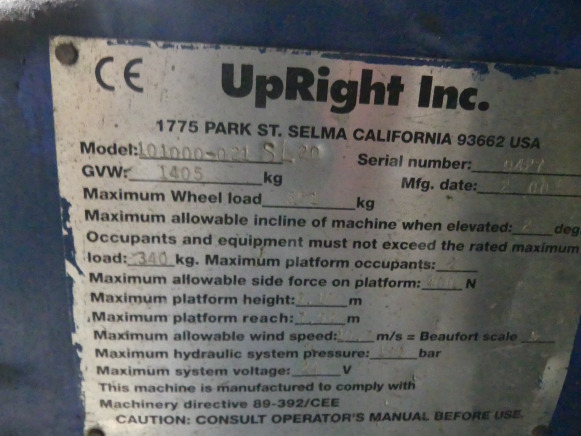 CE UpRight Inc.
1775 PARK ST. SELMA CALIFORNIA 93662 USA
Model: 101000-021 SL20 Serial number:
GVW: 1405 kg Mfg. date:
Maximum Wheel load kg
Maximum allowable incline of machine when elevated: deg
Occupants and equipment must not exceed the rated maximum
load: 340 kg. Maximum platform occupants:
Maximum allowable side force on platform: N
Maximum platform height: m
Maximum platform reach: m
Maximum allowable wind speed: m/s = Beaufort scale
Maximum hydraulic system pressure: bar
Maximum system voltage: V
This machine is manufactured to comply with
Machinery directive 89-392/CEE
CAUTION: CONSULT OPERATOR'S MANUAL BEFORE USE.